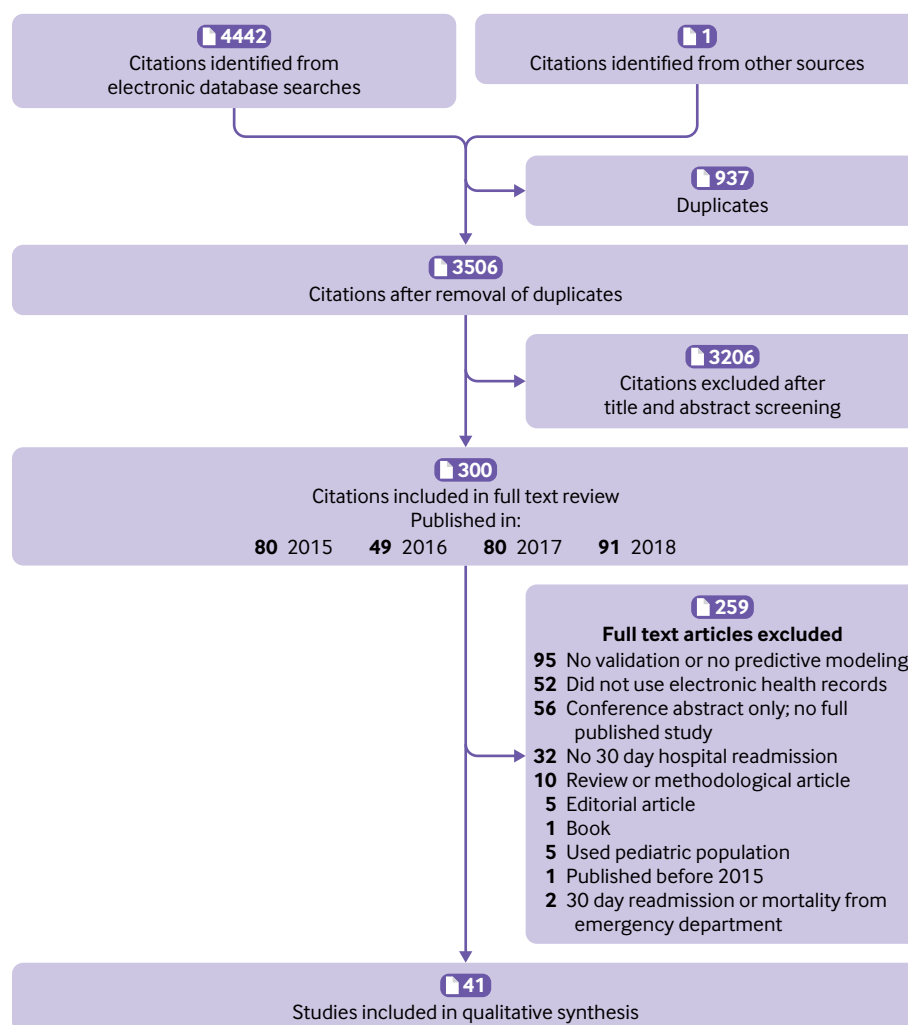 4442
Citations identified from
electronic database searches
1
Citations identified from other sources
937
Duplicates
3506
Citations after removal of duplicates
3206
Citations excluded after
title and abstract screening
300
Citations included in full text review
Published in:
80 2015 49 2016 80 2017 91 2018
259
Full text articles excluded
95 No validation or no predictive modeling
52 Did not use electronic health records
56 Conference abstract only; no full
published study
32 No 30 day hospital readmission
10 Review or methodological article
5 Editorial article
1 Book
5 Used pediatric population
1 Published before 2015
2 30 day readmission or mortality from
emergency department
41
Studies included in qualitative synthesis